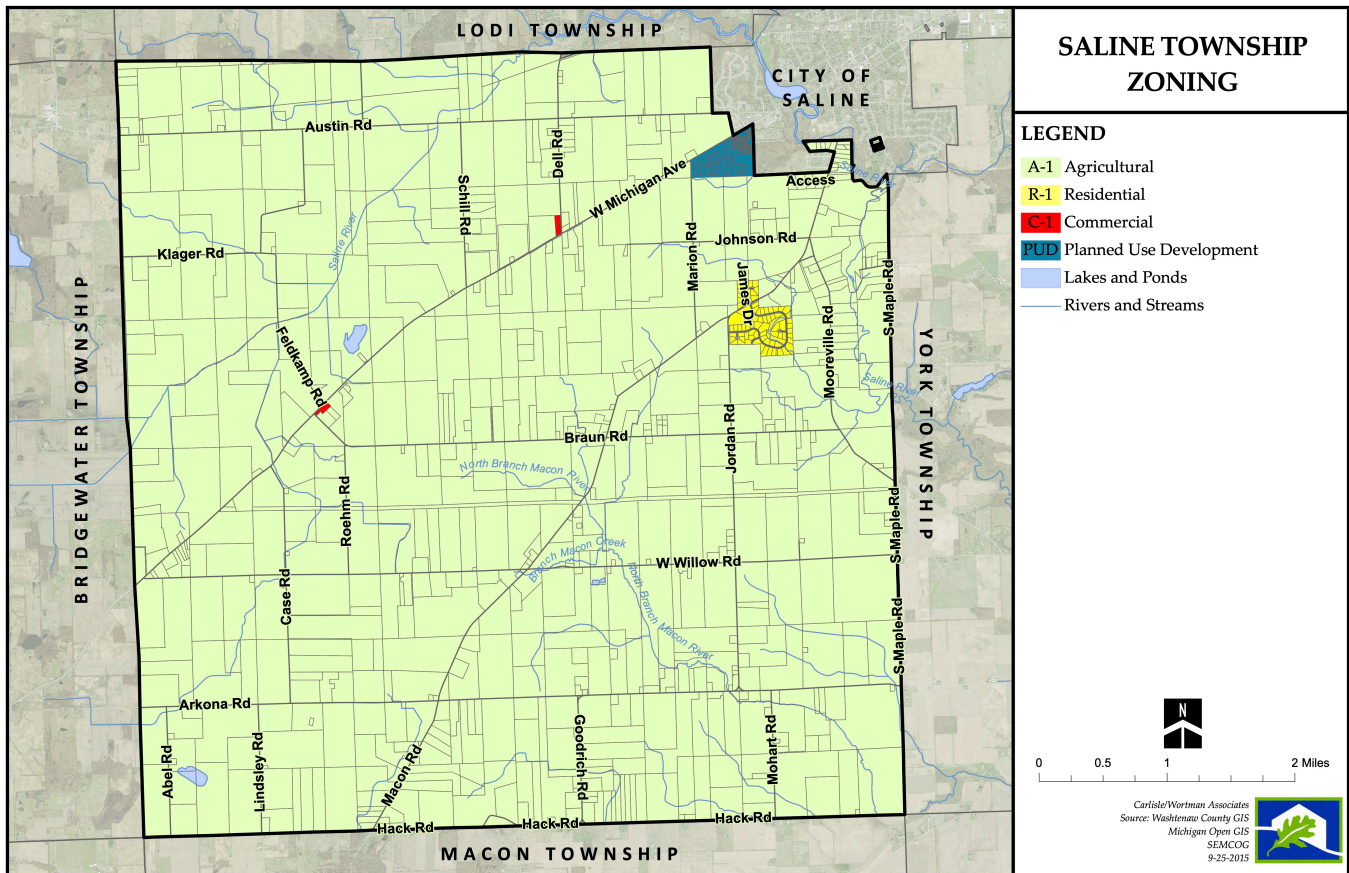 LODI TOWNSHIP
CITY OF
SALINE
Austin Rd
Dell Rd
Schill Rd
W Michigan Ave
Access
Saline River
Klager Rd
Saline River
Marion Rd
Johnson Rd
James Dr
S Maple Rd
Mooreville Rd
Feldkamp Rd
Saline River
BRIDGEWATER TOWNSHIP
YORK TOWNSHIP
Braun Rd
Jordan Rd
North Branch Macon River
Roehm Rd
S Maple Rd
Branch Macon Creek
W Willow Rd
Case Rd
North Branch Macon River
S Maple Rd
Arkona Rd
Abel Rd
Lindsley Rd
Macon Rd
Goodrich Rd
Mohart Rd
Hack Rd
Hack Rd
Hack Rd
MACON TOWNSHIP
SALINE TOWNSHIP
ZONING
LEGEND
A-1 Agricultural
R-1 Residential
C-1 Commercial
PUD Planned Use Development
Lakes and Ponds
Rivers and Streams
N
0 0.5 1 2 Miles
Carlisle/Wortman Associates
Source: Washtenaw County GIS
Michigan Open GIS
SEMCOG
9-25-2015